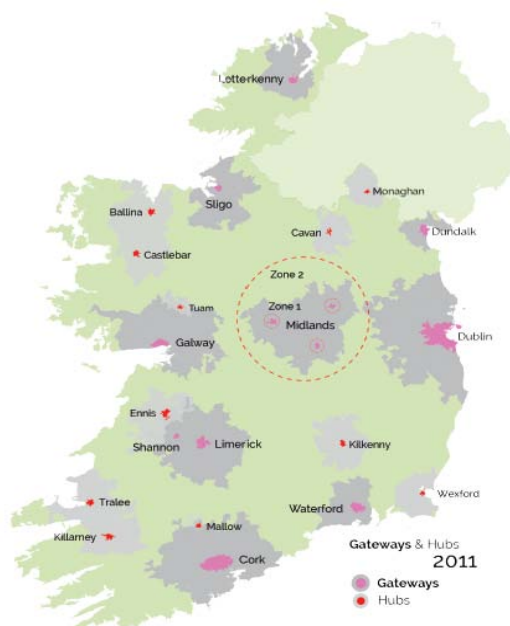 Letterkenny
Sligo
Monaghan
Ballina
Cavan
Dundalk
Castlebar
Zone 2
Tuam
Zone 1
Midlands
Galway
Dublin
Ennis
Shannon
Limerick
Kilkenny
Tralee
Wexford
Waterford
Killarney
Mallow
Cork
Gateways & Hubs
2011
Gateways
Hubs